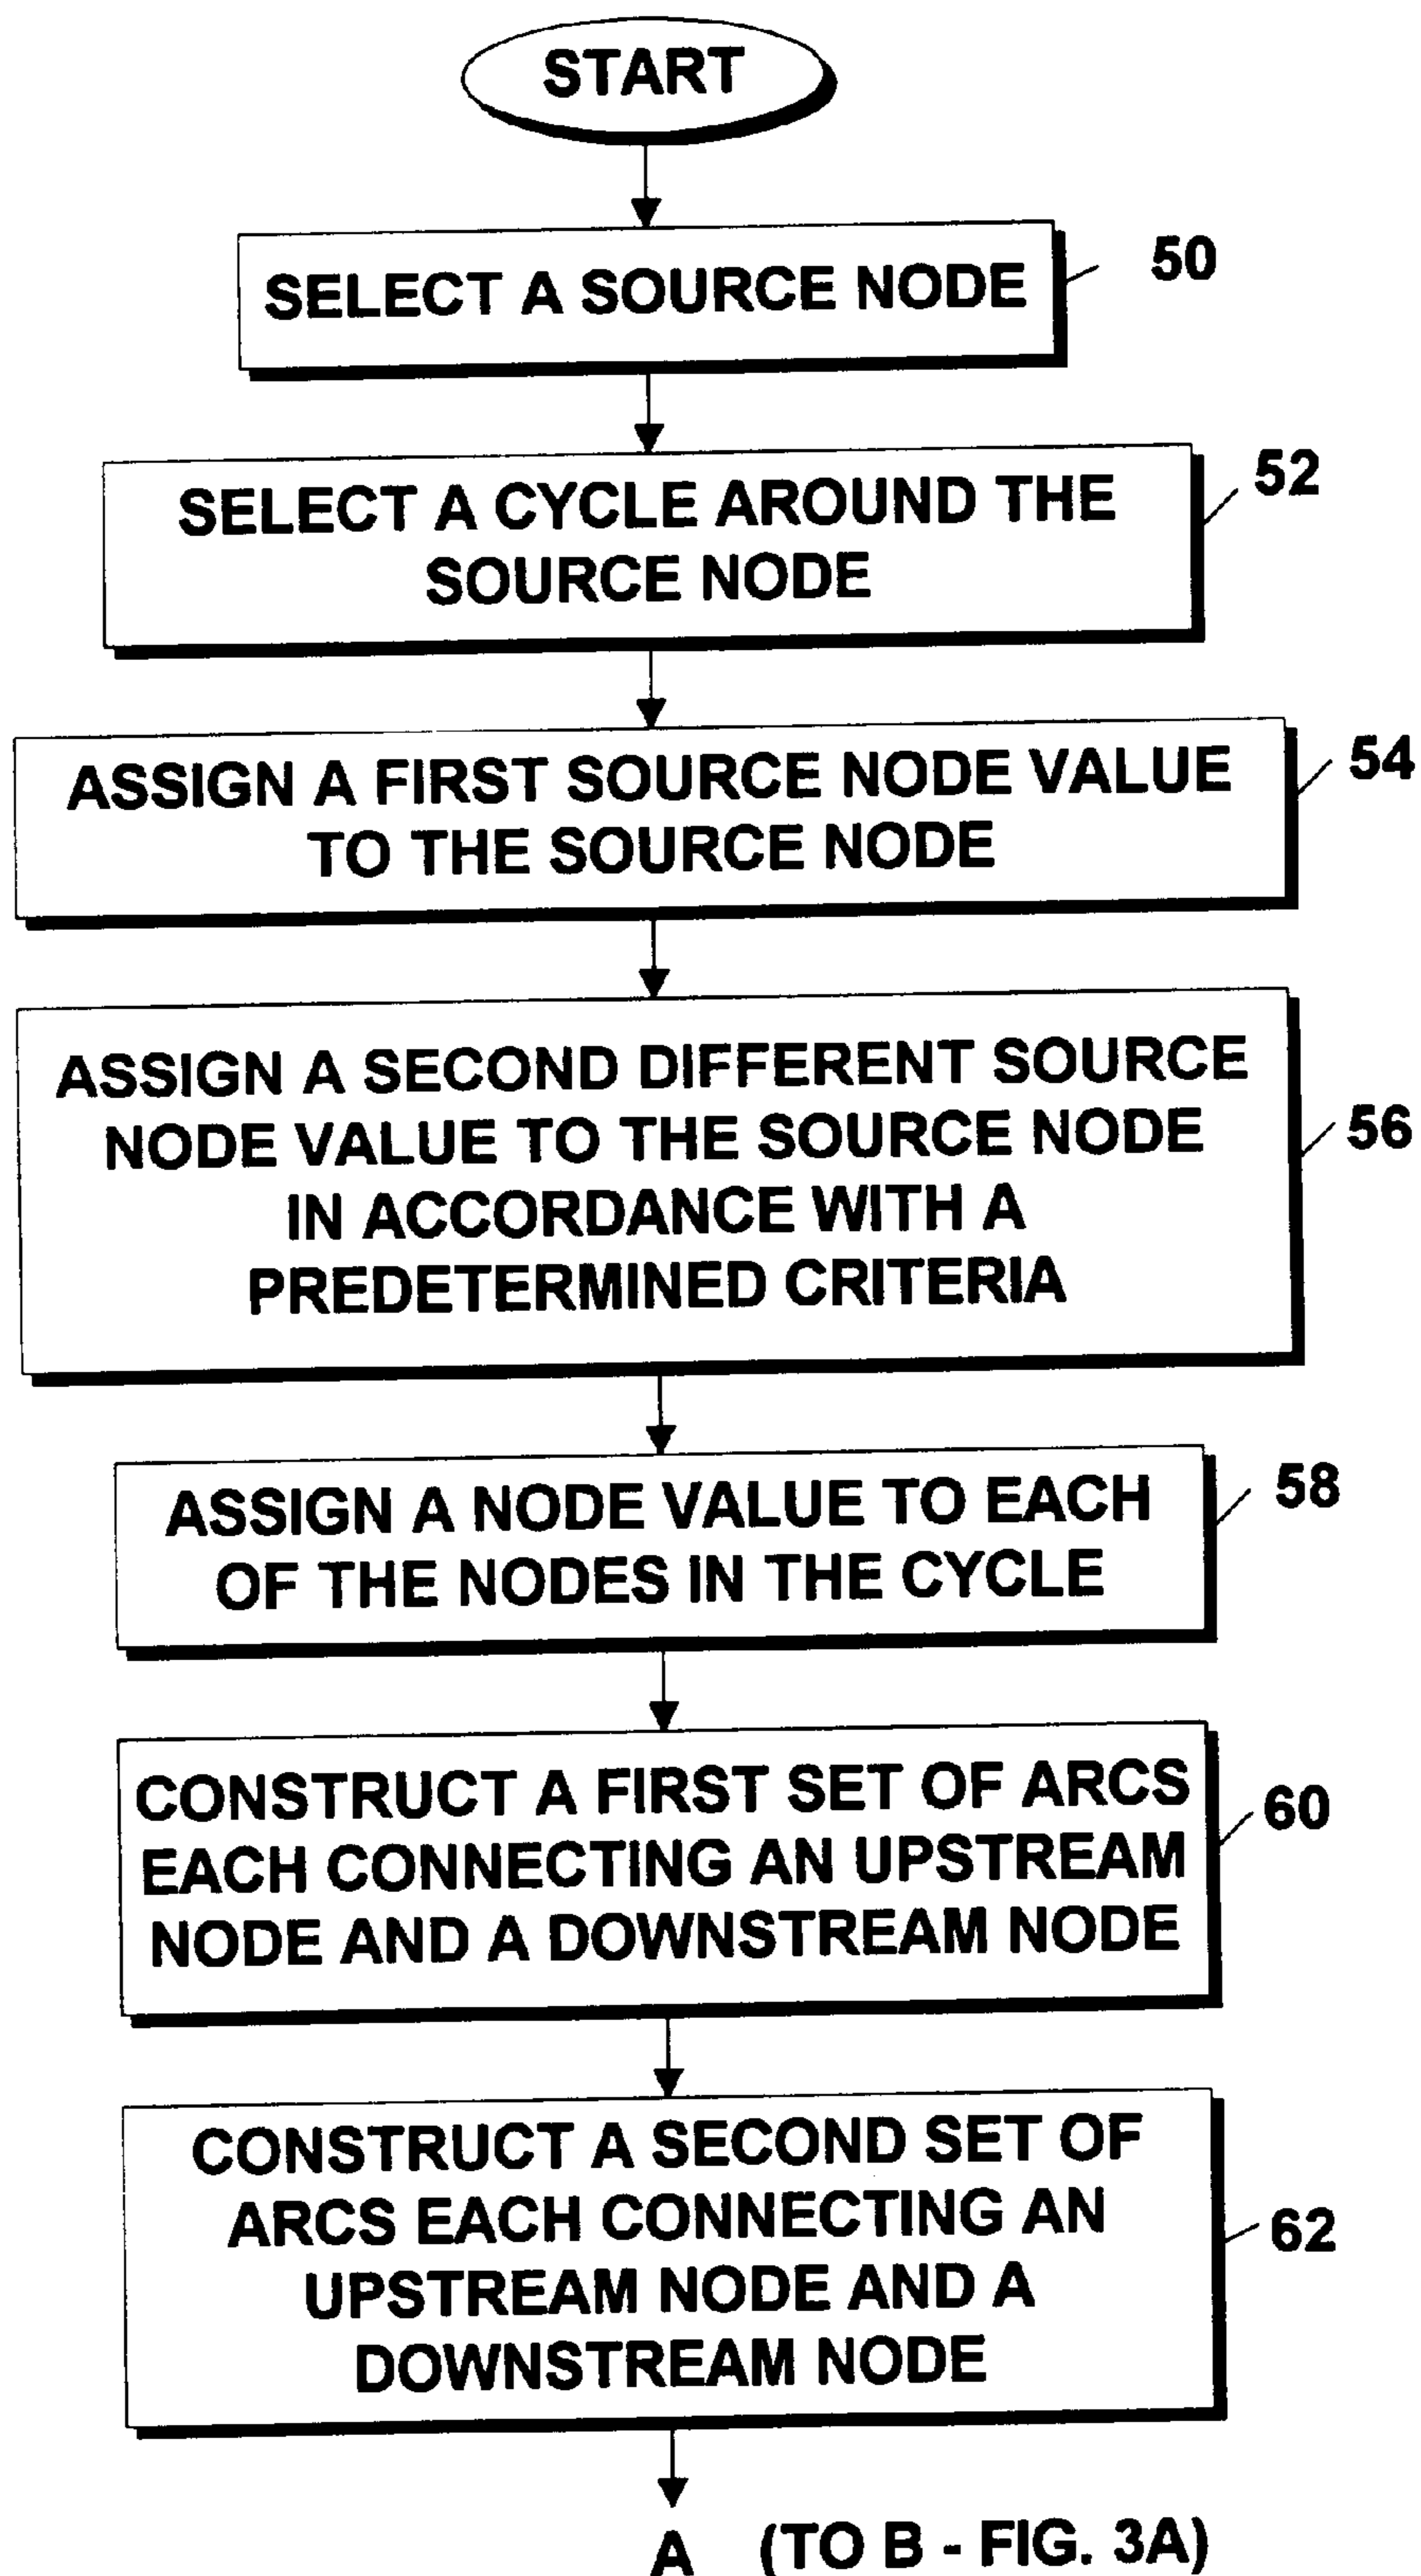 START
SELECT A SOURCE NODE
50
SELECT A CYCLE AROUND THE
SOURCE NODE
52
ASSIGN A FIRST SOURCE NODE VALUE
TO THE SOURCE NODE
54
ASSIGN A SECOND DIFFERENT SOURCE
NODE VALUE TO THE SOURCE NODE
IN ACCORDANCE WITH A
PREDETERMINED CRITERIA
56
ASSIGN A NODE VALUE TO EACH
OF THE NODES IN THE CYCLE
58
CONSTRUCT A FIRST SET OF ARCS
EACH CONNECTING AN UPSTREAM
NODE AND A DOWNSTREAM NODE
60
CONSTRUCT A SECOND SET OF
ARCS EACH CONNECTING AN
UPSTREAM NODE AND A
DOWNSTREAM NODE
62
A (TO B - FIG. 3A)